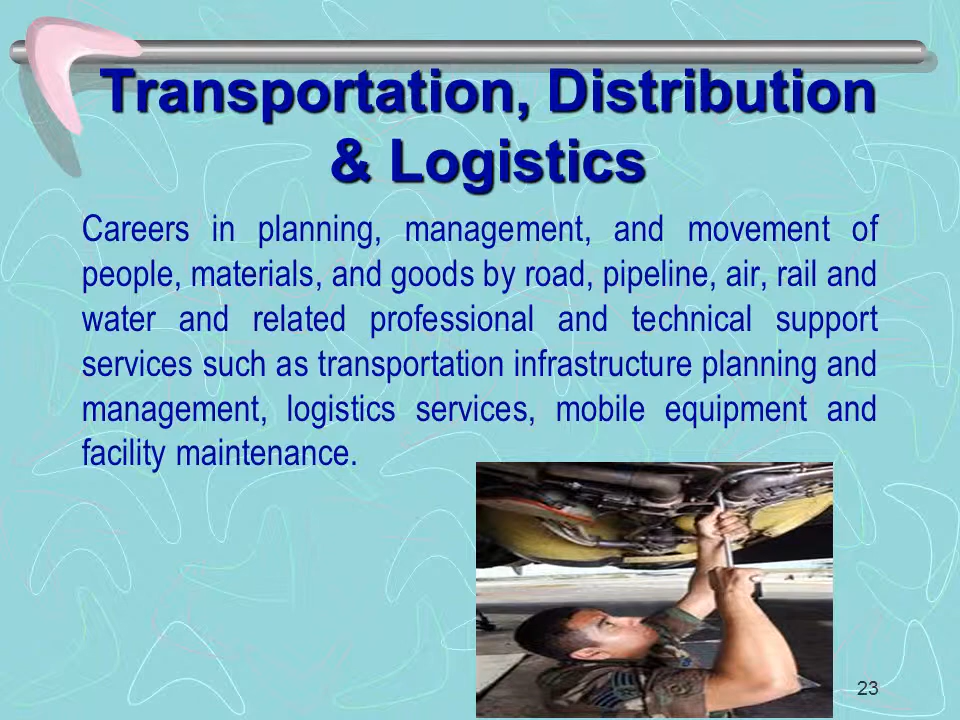 Transportation, Distribution
& Logistics
Careers in planning, management, and movement of
people, materials, and goods by road, pipeline, air, rail and
water and related professional and technical support
services such as transportation infrastructure planning and
management, logistics services, mobile equipment and
facility maintenance.
23